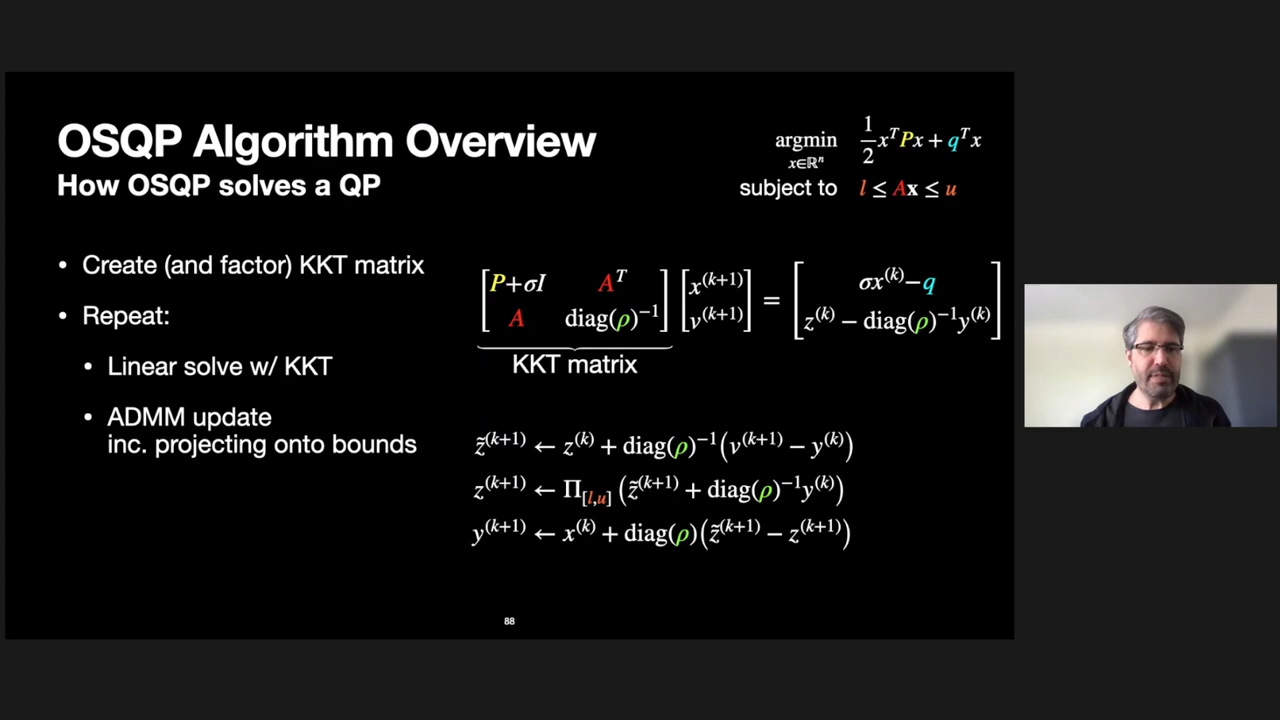 OSQP Algorithm Overview
How OSQP solves a QP
argmin x∈ℝⁿ ½xᵀPx + qᵀx
subject to l ≤ Ax ≤ u
• Create (and factor) KKT matrix
• Repeat:
• Linear solve w/ KKT
• ADMM update
inc. projecting onto bounds
[P+σI Aᵀ; A diag(ρ)⁻¹] [x⁽ᵏ⁺¹⁾; ν⁽ᵏ⁺¹⁾] = [σx⁽ᵏ⁾−q; z⁽ᵏ⁾ − diag(ρ)⁻¹y⁽ᵏ⁾]
KKT matrix
z̃⁽ᵏ⁺¹⁾ ← z⁽ᵏ⁾ + diag(ρ)⁻¹(ν⁽ᵏ⁺¹⁾ − y⁽ᵏ⁾)
z⁽ᵏ⁺¹⁾ ← Π[l,u] (z̃⁽ᵏ⁺¹⁾ + diag(ρ)⁻¹y⁽ᵏ⁾)
y⁽ᵏ⁺¹⁾ ← x⁽ᵏ⁾ + diag(ρ)(z̃⁽ᵏ⁺¹⁾ − z⁽ᵏ⁺¹⁾)
88